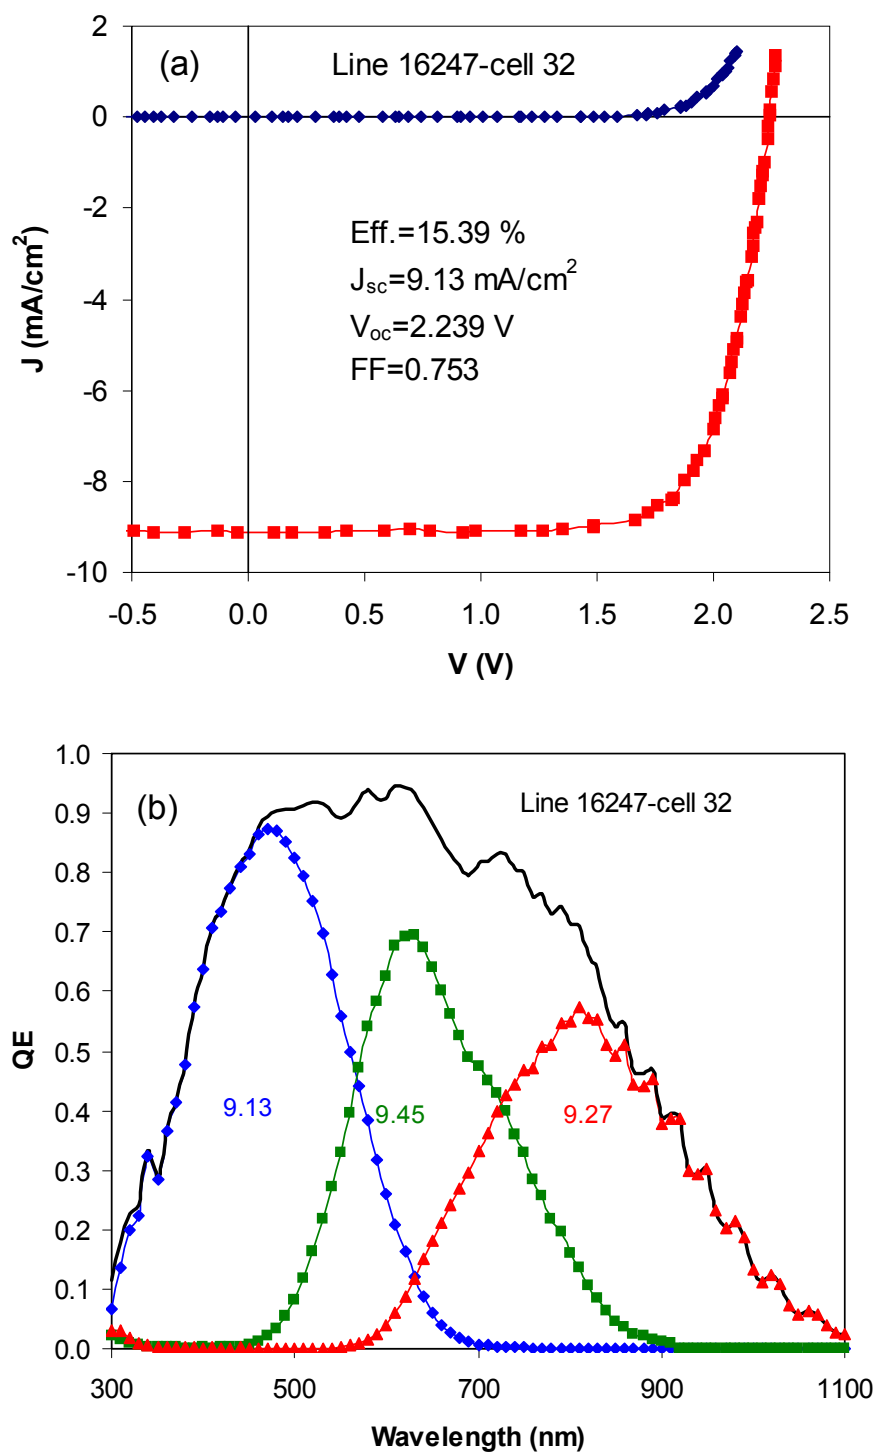 (a)
Line 16247-cell 32
2
0
-2
-4
-6
-8
-10
J (mA/cm²)
Eff.=15.39 %
Jsc=9.13 mA/cm²
Voc=2.239 V
FF=0.753
-0.5 0.0 0.5 1.0 1.5 2.0 2.5
V (V)
(b)
Line 16247-cell 32
1.0
0.9
0.8
0.7
0.6
0.5
0.4
0.3
0.2
0.1
0.0
QE
9.13 9.45 9.27
300 500 700 900 1100
Wavelength (nm)